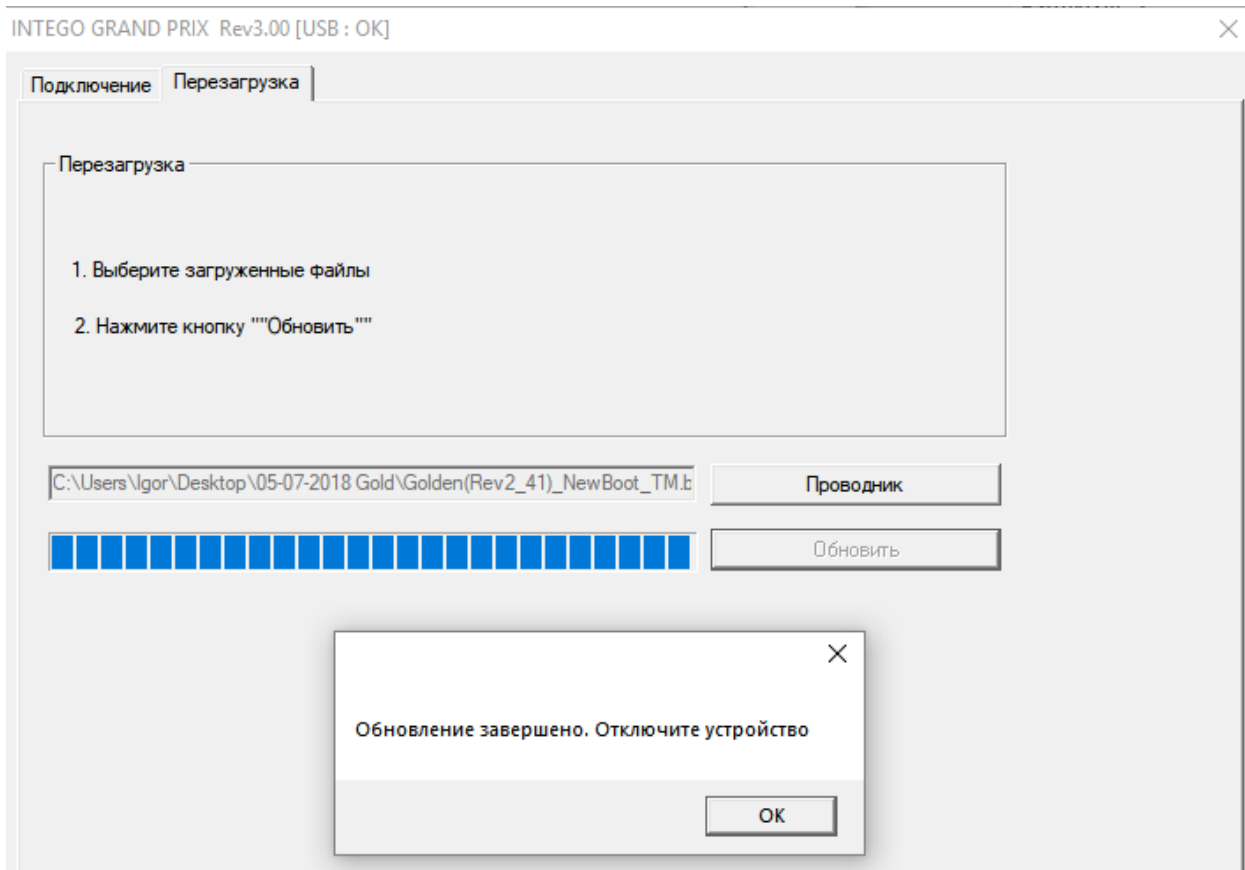 INTEGO GRAND PRIX Rev3.00 [USB : OK]
Подключение Перезагрузка
Перезагрузка
1. Выберите загруженные файлы
2. Нажмите кнопку ""Обновить""
C:\Users\Igor\Desktop\05-07-2018 Gold\Golden(Rev2_41)_NewBoot_TM.b
Проводник
Обновить
Обновление завершено. Отключите устройство
OK